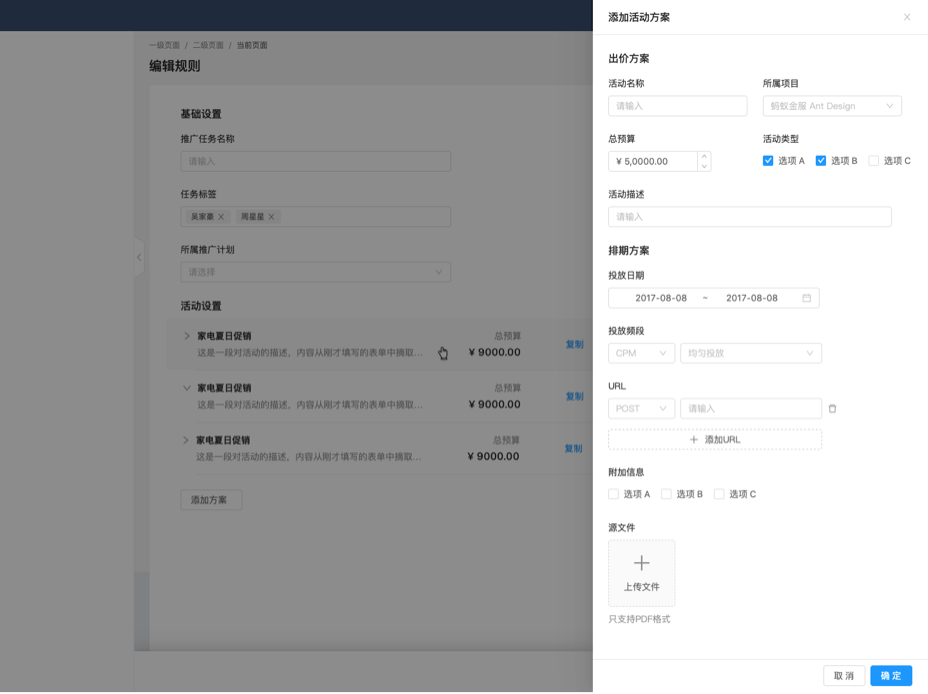 一级页面 / 二级页面 / 当前页面
编辑规则
基础设置
推广任务名称
请输入
任务标签
吴家豪 周星星
所属推广计划
请选择
活动设置
家电夏日促销 总预算
这是一段对活动的描述，内容从刚才填写的表单中摘取... ¥ 9000.00 复制
家电夏日促销 总预算
这是一段对活动的描述，内容从刚才填写的表单中摘取... ¥ 9000.00 复制
家电夏日促销 总预算
这是一段对活动的描述，内容从刚才填写的表单中摘取... ¥ 9000.00 复制
添加方案
添加活动方案
出价方案
活动名称 所属项目
请输入 蚂蚁金服 Ant Design
总预算 活动类型
¥ 5,0000.00 选项 A 选项 B 选项 C
活动描述
请输入
排期方案
投放日期
2017-08-08 ~ 2017-08-08
投放频段
CPM 均匀投放
URL
POST 请输入
添加URL
附加信息
选项 A 选项 B 选项 C
源文件
上传文件
只支持PDF格式
取 消 确 定